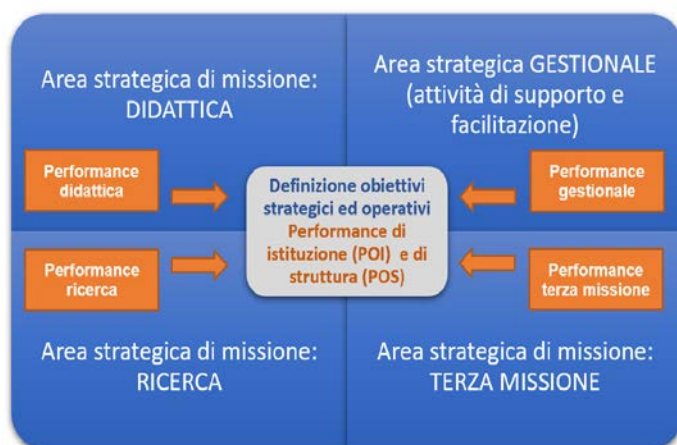 Area strategica di missione:
DIDATTICA
Area strategica GESTIONALE
(attività di supporto e
facilitazione)
Performance
didattica
Performance
gestionale
Definizione obiettivi
strategici ed operativi
Performance di
istituzione (POI) e di
struttura (POS)
Performance
ricerca
Performance
terza missione
Area strategica di missione:
RICERCA
Area strategica di missione:
TERZA MISSIONE